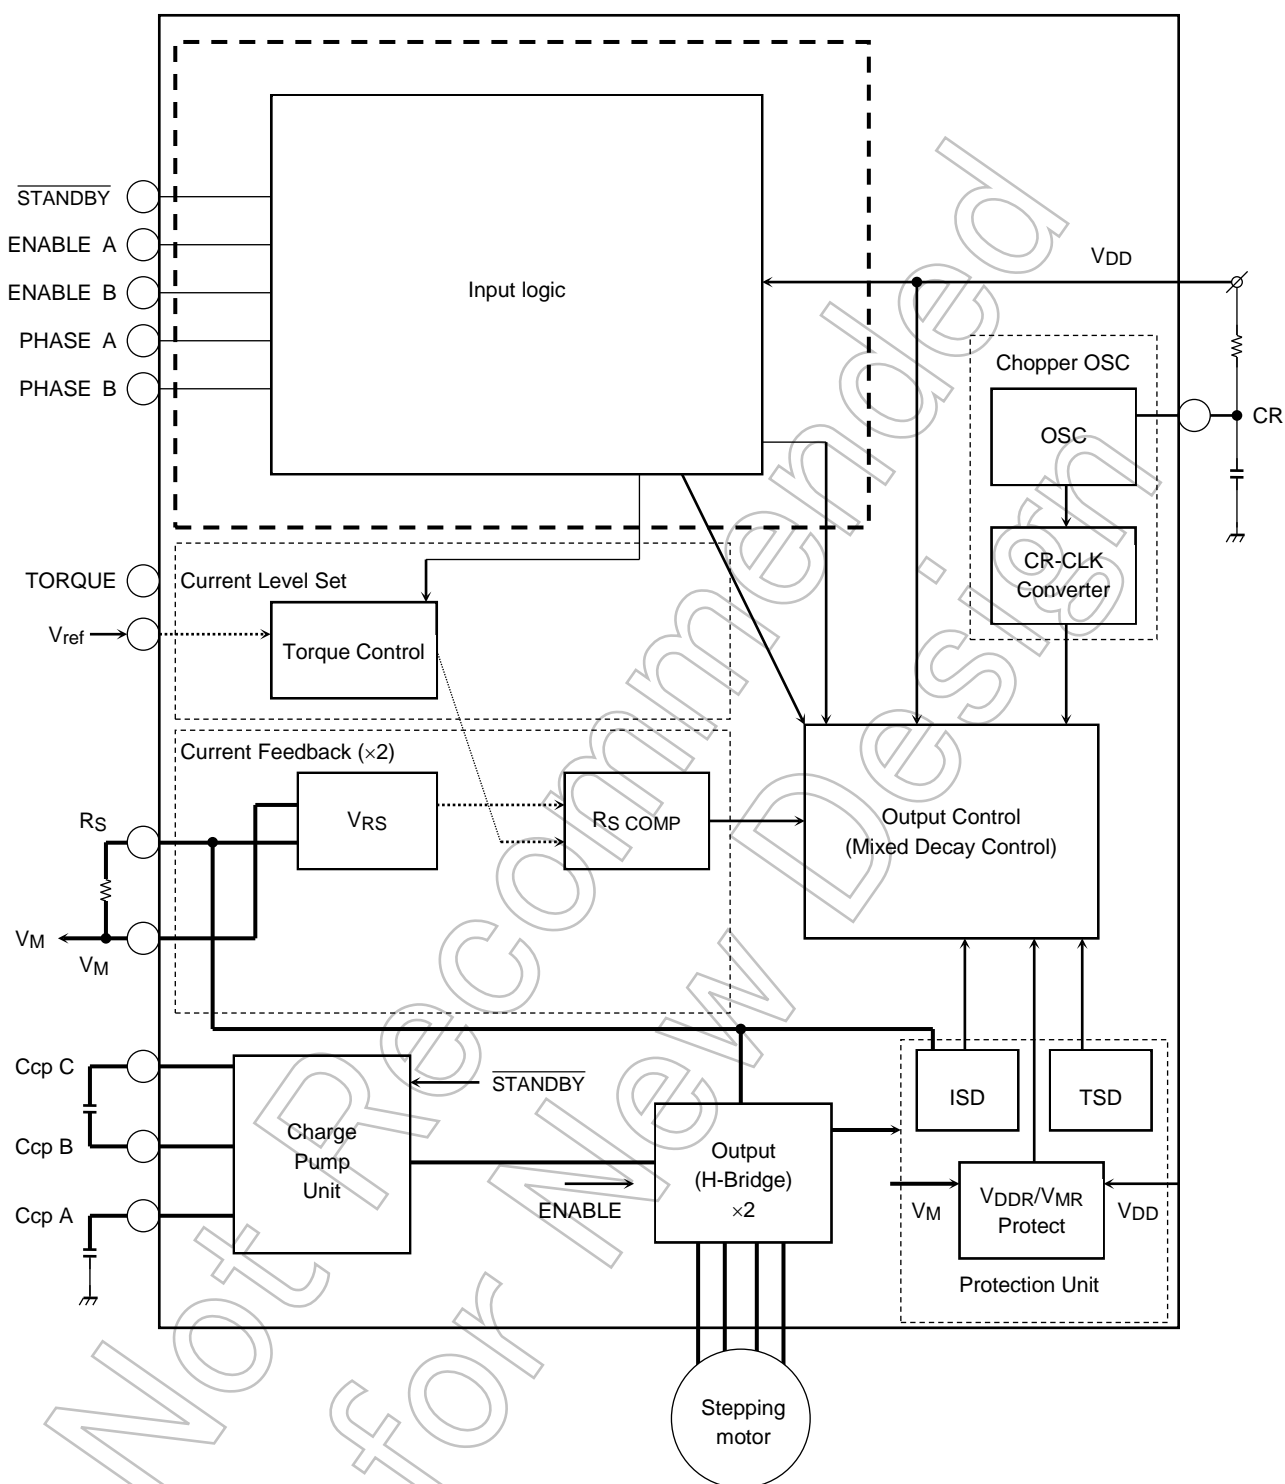 STANDBY
ENABLE A
ENABLE B
PHASE A
PHASE B
Input logic
VDD
Chopper OSC
OSC
CR
CR-CLK
Converter
TORQUE
Vref
Current Level Set
Torque Control
Current Feedback (×2)
RS
VRS
RS COMP
Output Control
(Mixed Decay Control)
VM
VM
Ccp C
Ccp B
Ccp A
Charge
Pump
Unit
STANDBY
ENABLE
Output
(H-Bridge)
×2
ISD
TSD
VM
VDDR/VMR
Protect
VDD
Protection Unit
Stepping
motor
Not Recommended
for New Design